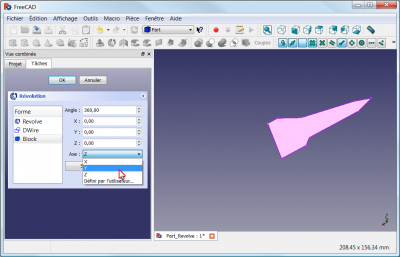 FreeCAD
Fichier Édition Affichage Outils Macro Pièce Fenêtre Aide
Part
Coupes
Vue combinée
Projet Tâches
OK Annuler
Révolution
Forme
Revolve
DWire
Block
Angle : 360,00
X : 0,00
Y : 0,00
Z : 0,00
Axe : Z
X
Y
Z
Défini par l'utilisateur...
Part_Revolve : 1*
208.45 x 156.34 mm